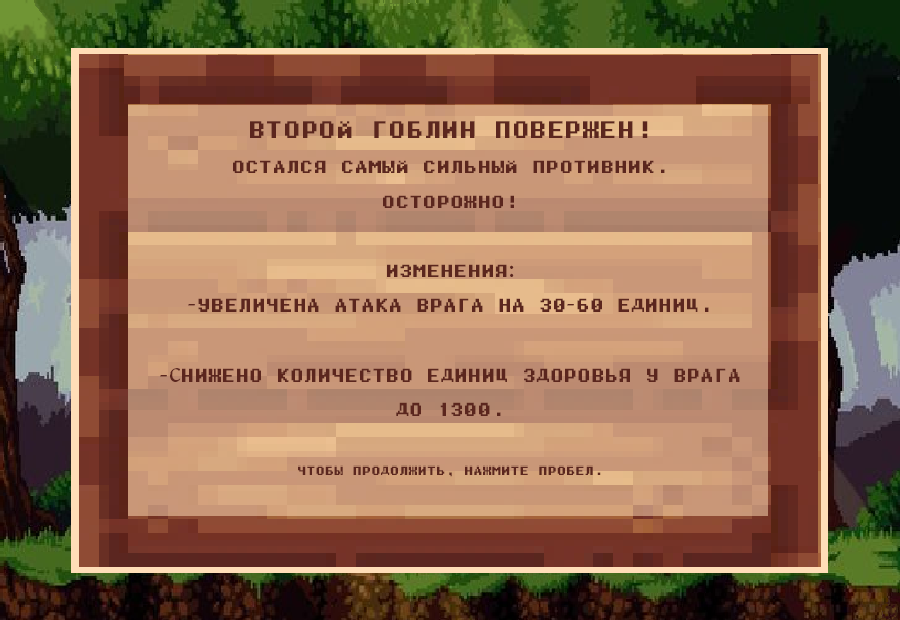 ВТОРОЙ ГОБЛИН ПОВЕРЖЕН!
ОСТАЛСЯ САМЫЙ СИЛЬНЫЙ ПРОТИВНИК.
ОСТОРОЖНО!
ИЗМЕНЕНИЯ:
-УВЕЛИЧЕНА АТАКА ВРАГА НА 30-60 ЕДИНИЦ.
-СНИЖЕНО КОЛИЧЕСТВО ЕДИНИЦ ЗДОРОВЬЯ У ВРАГА
ДО 1300.
ЧТОБЫ ПРОДОЛЖИТЬ, НАЖМИТЕ ПРОБЕЛ.